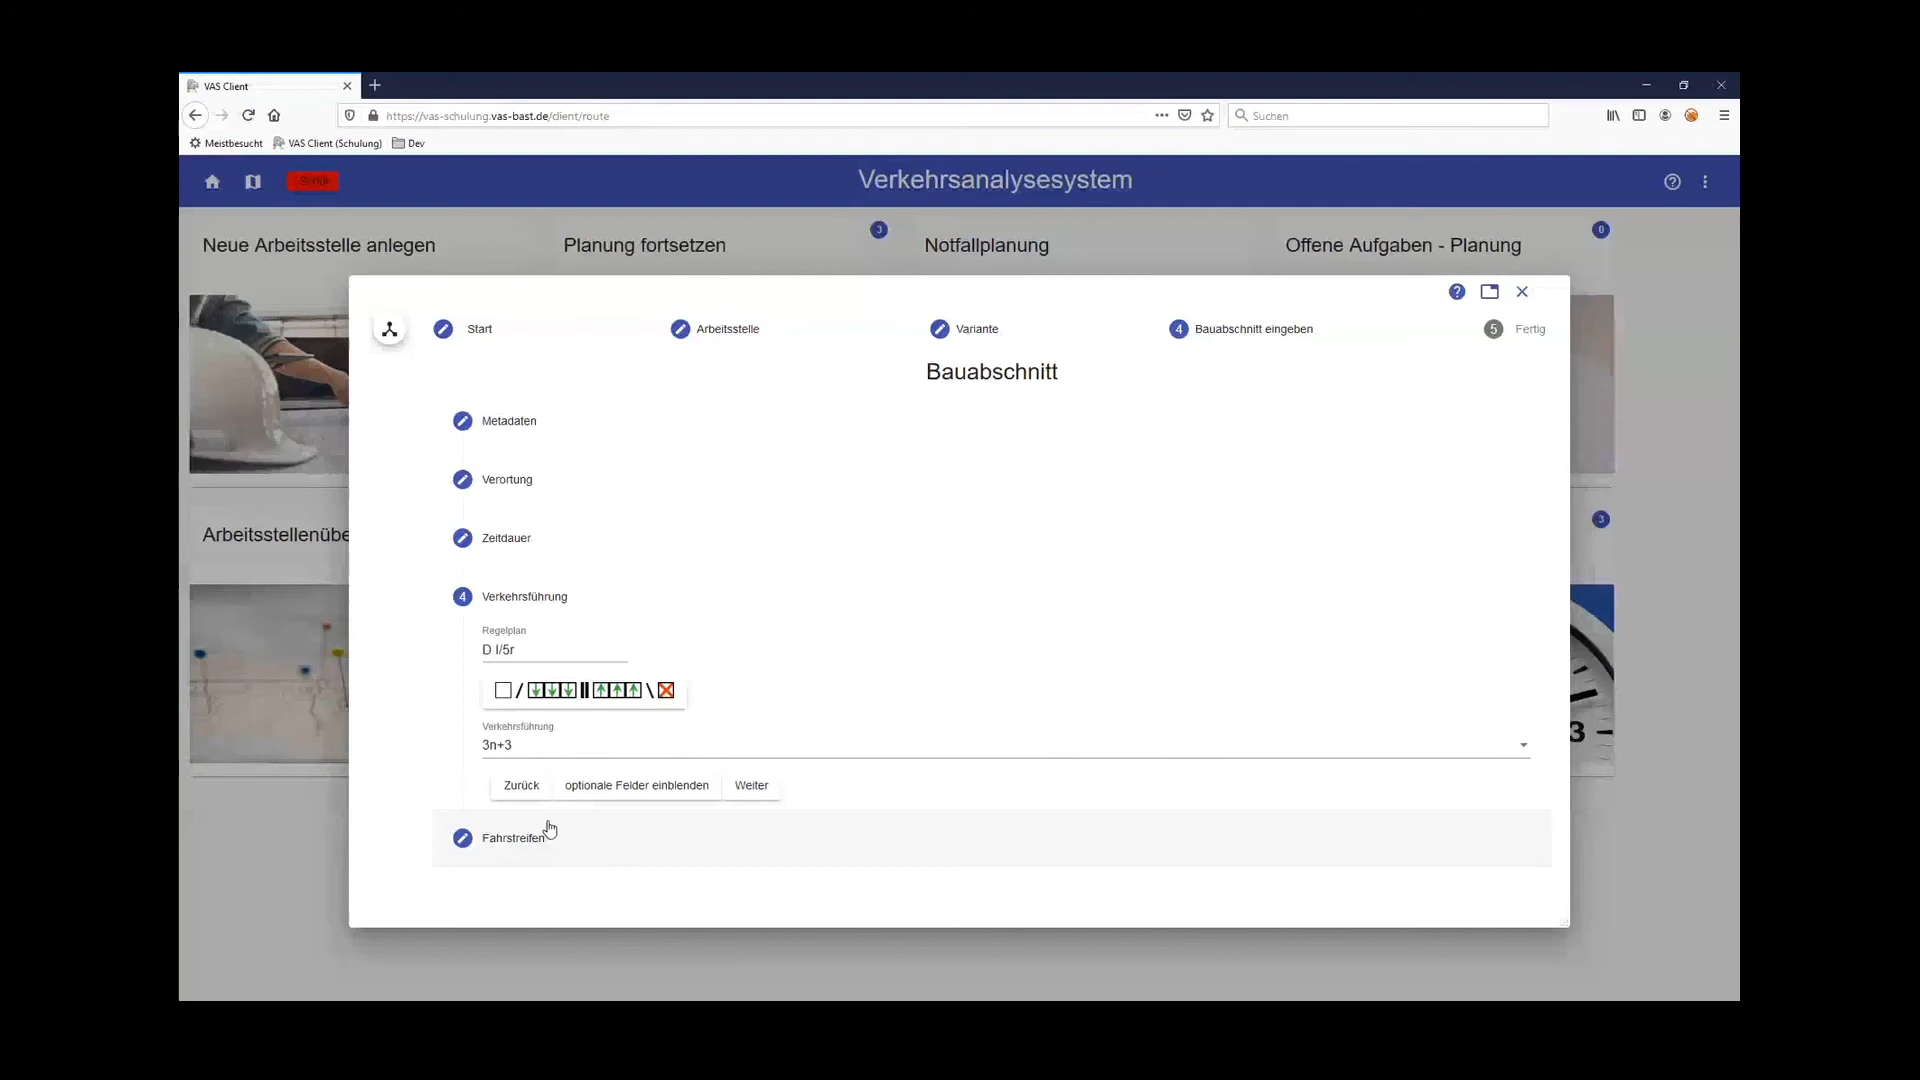 VAS Client
https://vas-schulung.vas-bast.de/client/route
Suchen
Meistbesucht
VAS Client (Schulung)
Dev
Verkehrsanalysesystem
Neue Arbeitsstelle anlegen
Planung fortsetzen
3
Notfallplanung
Offene Aufgaben - Planung
0
Start
Arbeitsstelle
Variante
4 Bauabschnitt eingeben
5 Fertig
Bauabschnitt
Metadaten
Verortung
Arbeitsstellenübe
3
Zeitdauer
4 Verkehrsführung
Regelplan
D I/5r
Verkehrsführung
3n+3
3
Zurück
optionale Felder einblenden
Weiter
Fahrstreifen